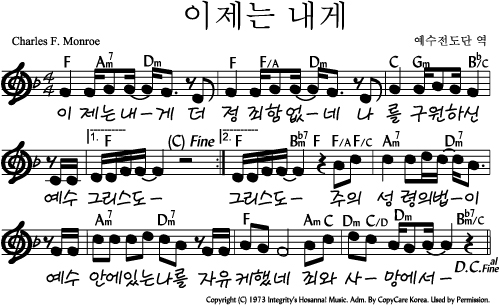 이제는 내게
Charles F. Monroe
예수전도단 역
F Am7 Dm F F/A Dm C Gm Bb/C
이 제는내-게 더 정 죄함없-네 나 를 구원하신
1. F (C) Fine 2. F Bbm7 F F/A F/C Am7 Dm7
예수 그리스도- 그리스도- 주의 성 령의법-이
F Am7 Dm7 F Am C Dm C/D Dm Bbm7/C
예수 안에있는나를 자유케했네 죄와 사-망에서-
D.C. al Fine
Copyright (C) 1973 Integrity's Hosanna! Music. Adm. By CopyCare Korea. Used by Permission.